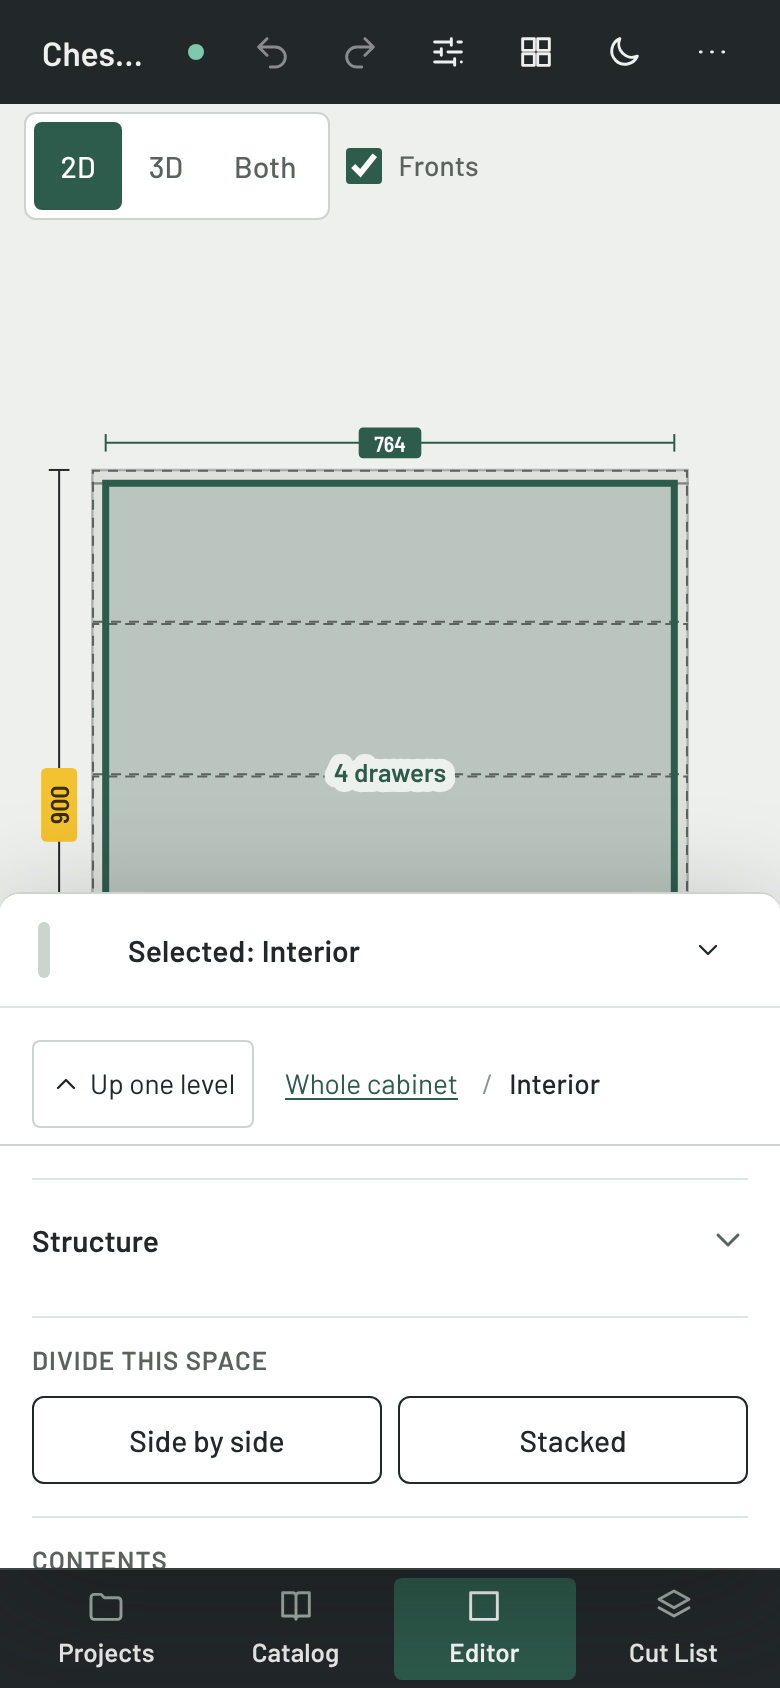 Ches...
2D 3D Both Fronts
764
900
4 drawers
Selected: Interior
Up one level Whole cabinet / Interior
Structure
DIVIDE THIS SPACE
Side by side Stacked
CONTENTS
Projects Catalog Editor Cut List